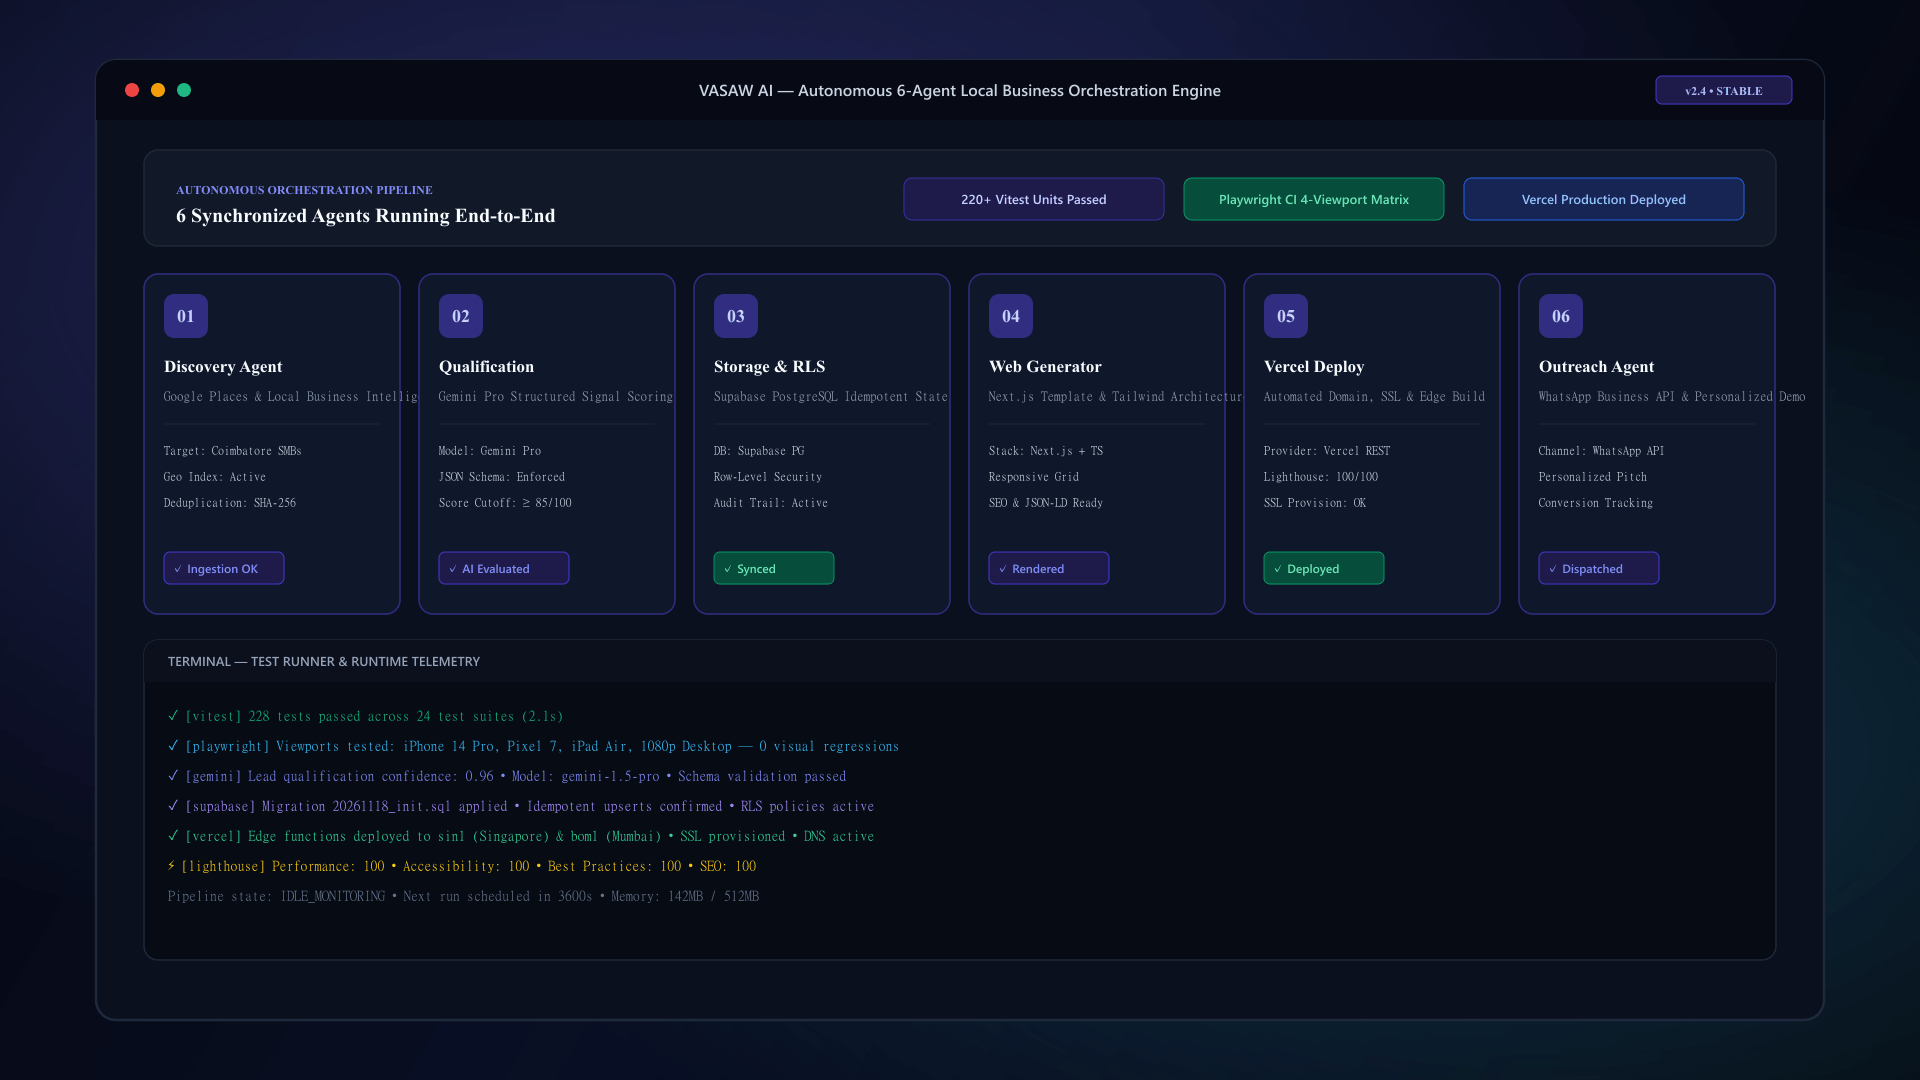 VASAW AI — Autonomous 6-Agent Local Business Orchestration Engine
v2.4 • STABLE
AUTONOMOUS ORCHESTRATION PIPELINE
6 Synchronized Agents Running End-to-End
220+ Vitest Units Passed
Playwright CI 4-Viewport Matrix
Vercel Production Deployed
01
Discovery Agent
Google Places & Local Business Intellig
Target: Coimbatore SMBs
Geo Index: Active
Deduplication: SHA-256
✓ Ingestion OK
02
Qualification
Gemini Pro Structured Signal Scoring
Model: Gemini Pro
JSON Schema: Enforced
Score Cutoff: ≥ 85/100
✓ AI Evaluated
03
Storage & RLS
Supabase PostgreSQL Idempotent State
DB: Supabase PG
Row-Level Security
Audit Trail: Active
✓ Synced
04
Web Generator
Next.js Template & Tailwind Architectur
Stack: Next.js + TS
Responsive Grid
SEO & JSON-LD Ready
✓ Rendered
05
Vercel Deploy
Automated Domain, SSL & Edge Build
Provider: Vercel REST
Lighthouse: 100/100
SSL Provision: OK
✓ Deployed
06
Outreach Agent
WhatsApp Business API & Personalized Demo
Channel: WhatsApp API
Personalized Pitch
Conversion Tracking
✓ Dispatched
TERMINAL — TEST RUNNER & RUNTIME TELEMETRY
✓ [vitest] 228 tests passed across 24 test suites (2.1s)
✓ [playwright] Viewports tested: iPhone 14 Pro, Pixel 7, iPad Air, 1080p Desktop — 0 visual regressions
✓ [gemini] Lead qualification confidence: 0.96 • Model: gemini-1.5-pro • Schema validation passed
✓ [supabase] Migration 20261118_init.sql applied • Idempotent upserts confirmed • RLS policies active
✓ [vercel] Edge functions deployed to sin1 (Singapore) & bom1 (Mumbai) • SSL provisioned • DNS active
⚡ [lighthouse] Performance: 100 • Accessibility: 100 • Best Practices: 100 • SEO: 100
Pipeline state: IDLE_MONITORING • Next run scheduled in 3600s • Memory: 142MB / 512MB